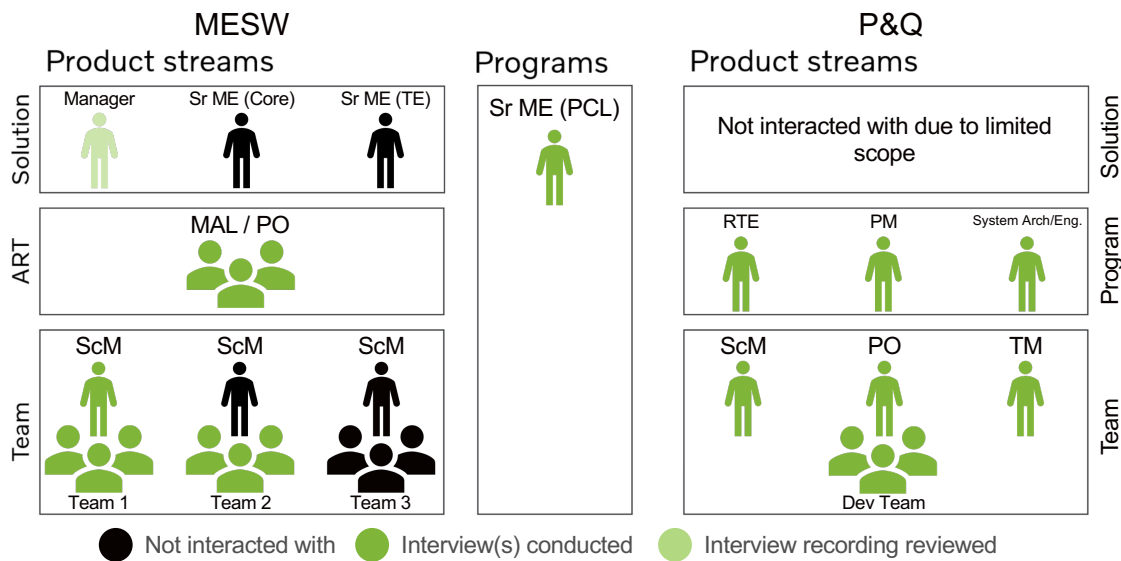 MESW
P&Q
Product streams
Programs
Product streams
Solution
Manager
Sr ME (Core)
Sr ME (TE)
Sr ME (PCL)
Not interacted with due to limited
scope
Solution
ART
MAL / PO
RTE
PM
System Arch/Eng.
Program
Team
ScM
ScM
ScM
Team 1
Team 2
Team 3
ScM
PO
TM
Dev Team
Team
Not interacted with
Interview(s) conducted
Interview recording reviewed